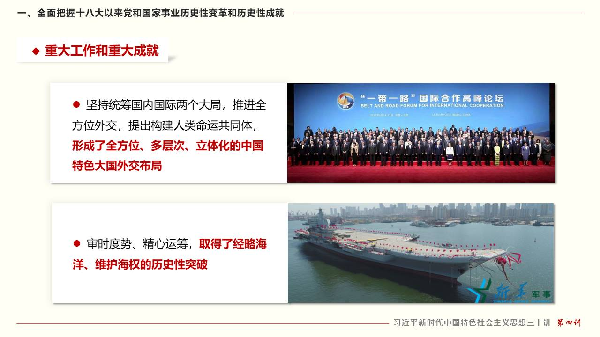 一、全面把握十八大以来党和国家事业历史性变革和历史性成就
◆ 重大工作和重大成就
● 坚持统筹国内国际两个大局，推进全
方位外交，提出构建人类命运共同体，
形成了全方位、多层次、立体化的中国
特色大国外交布局
“一带一路”国际合作高峰论坛
BELT AND ROAD FORUM FOR INTERNATIONAL COOPERATION
● 审时度势、精心运筹，取得了经略海
洋、维护海权的历史性突破
军事
习近平新时代中国特色社会主义思想三十讲 第四讲